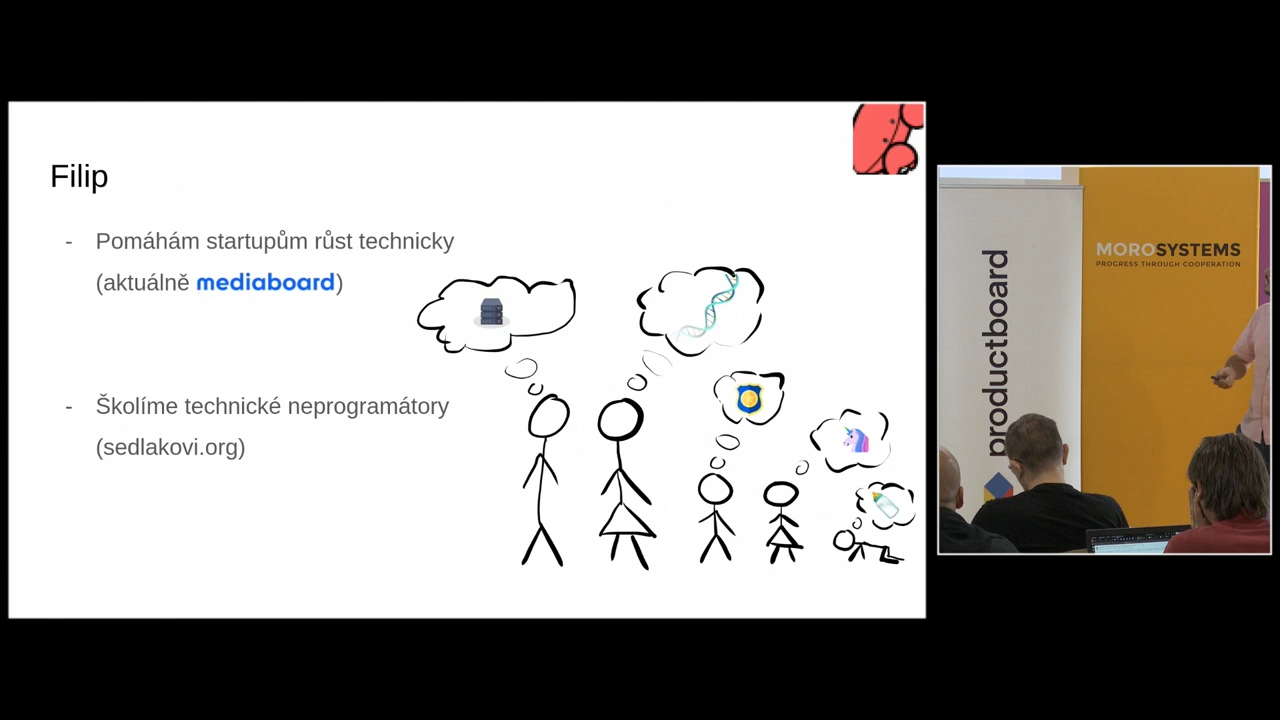 Filip
- Pomáhám startupům růst technicky
(aktuálně mediaboard)
- Školíme technické neprogramátory
(sedlakovi.org)
productboard
MOROSYSTEMS
PROGRESS THROUGH COOPERATION